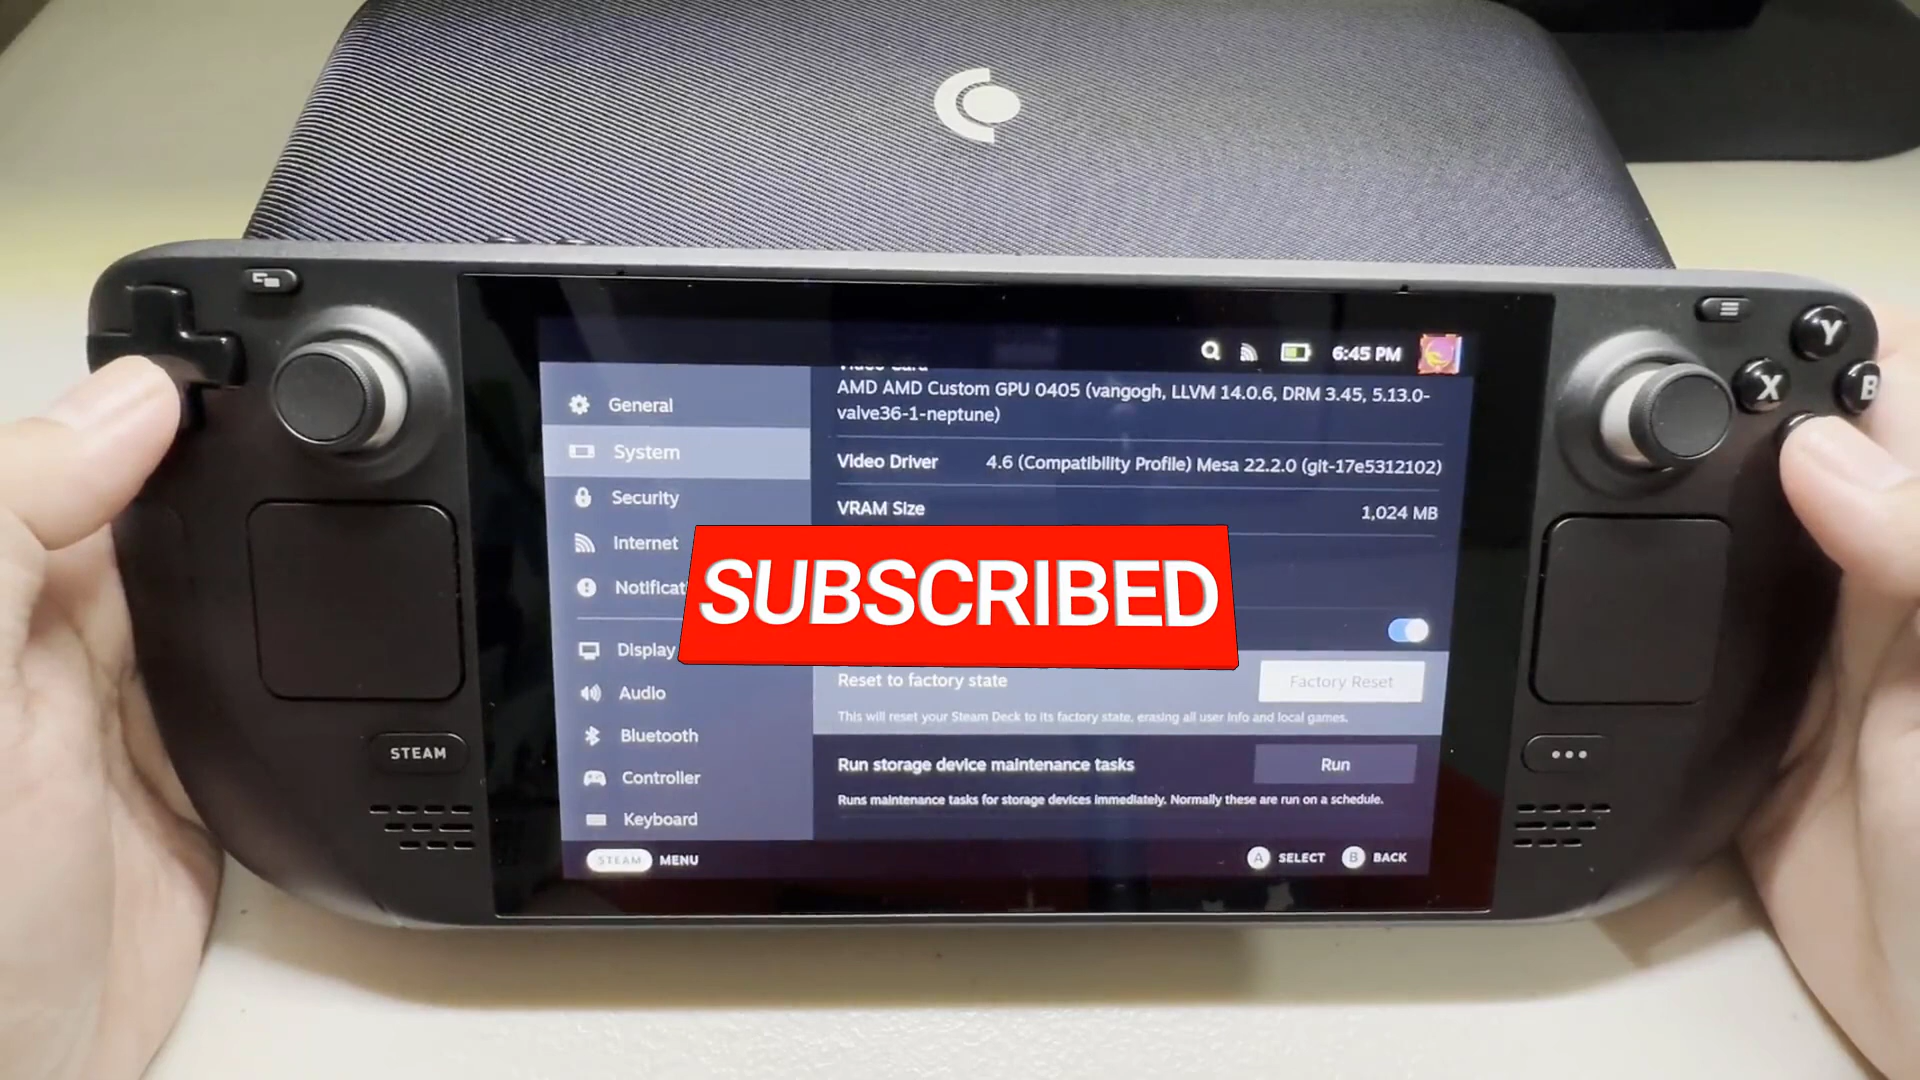 6:45 PM
Video Card
AMD AMD Custom GPU 0405 (vangogh, LLVM 14.0.6, DRM 3.45, 5.13.0-
valve36-1-neptune)
Video Driver 4.6 (Compatibility Profile) Mesa 22.2.0 (git-17e5312102)
VRAM Size 1,024 MB
General
System
Security
Internet
Notificat
Display
Audio
Bluetooth
Controller
Keyboard
SUBSCRIBED
Reset to factory state Factory Reset
This will reset your Steam Deck to its factory state, erasing all user info and local games.
Run storage device maintenance tasks Run
Runs maintenance tasks for storage devices immediately. Normally these are run on a schedule.
STEAM MENU
A SELECT B BACK
STEAM
Y
X
B